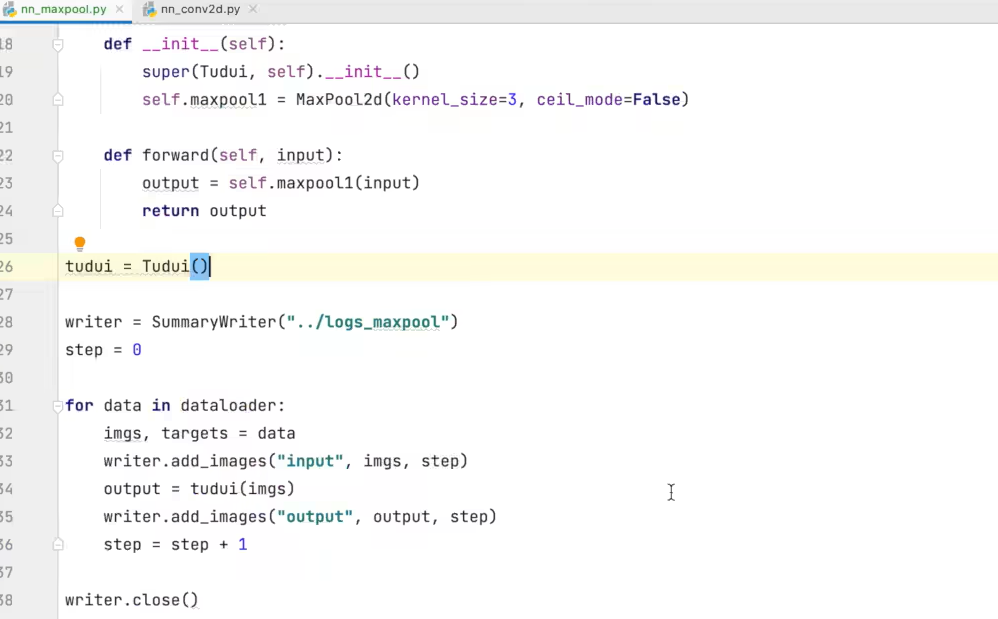 nn_maxpool.py × nn_conv2d.py ×
18 def __init__(self):
19 super(Tudui, self).__init__()
20 self.maxpool1 = MaxPool2d(kernel_size=3, ceil_mode=False)
21
22 def forward(self, input):
23 output = self.maxpool1(input)
24 return output
25
26 tudui = Tudui()
27
28 writer = SummaryWriter("../logs_maxpool")
29 step = 0
30
31 for data in dataloader:
32 imgs, targets = data
33 writer.add_images("input", imgs, step)
34 output = tudui(imgs)
35 writer.add_images("output", output, step)
36 step = step + 1
37
38 writer.close()